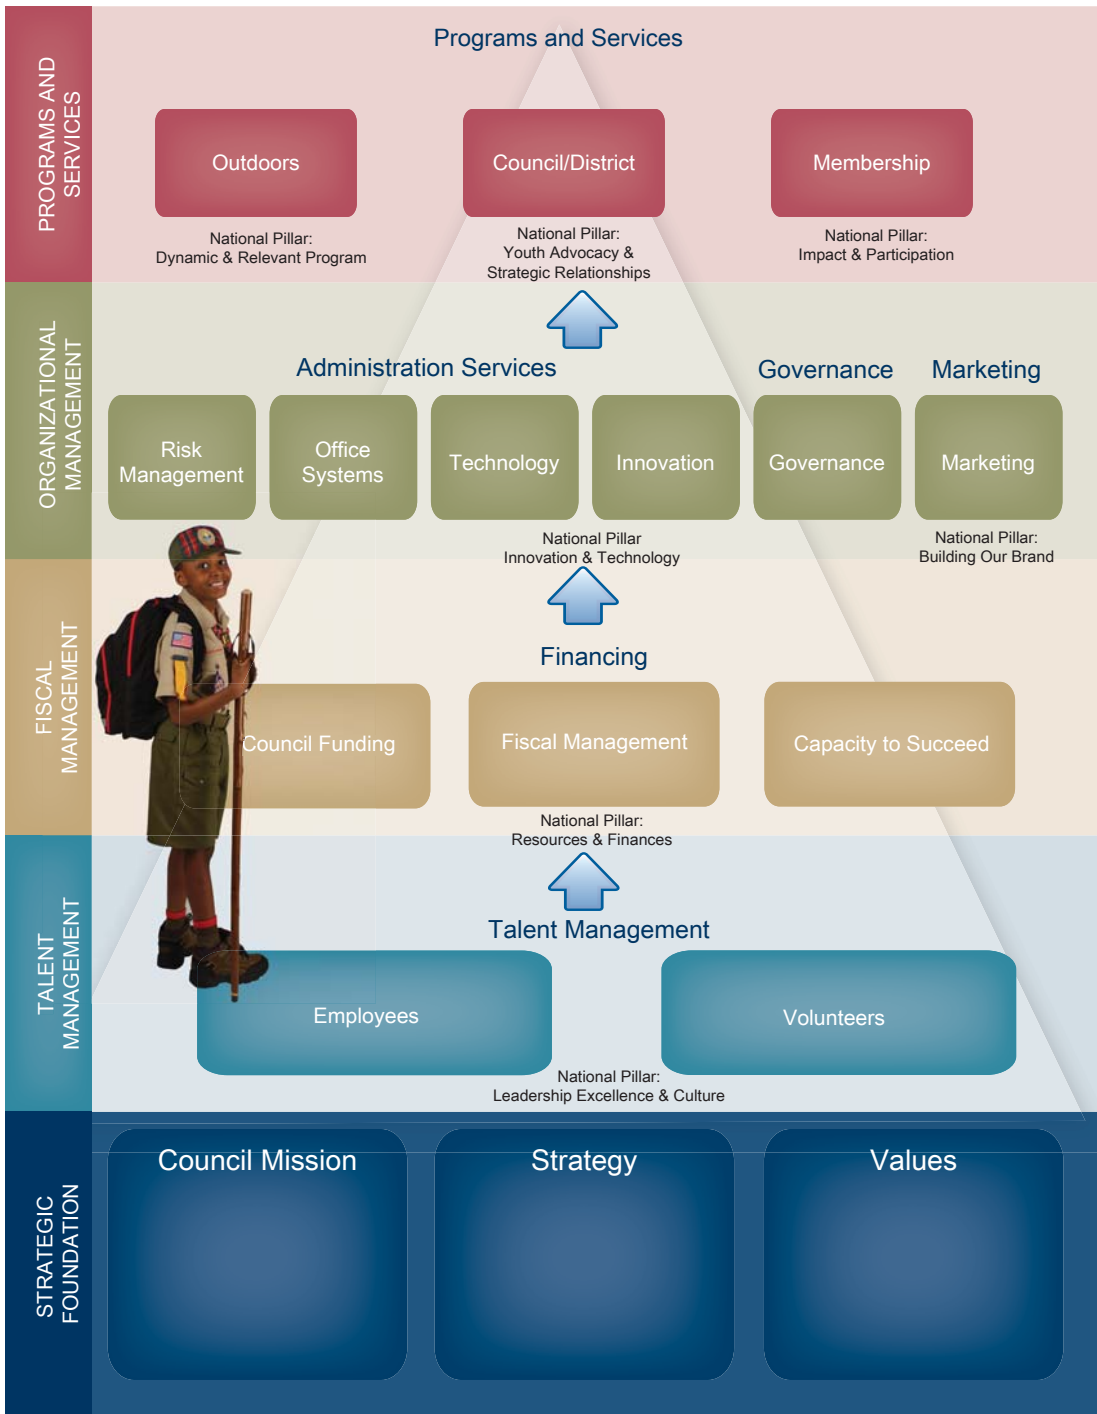 PROGRAMS AND
SERVICES
Programs and Services
Outdoors
Council/District
Membership
National Pillar:
Dynamic & Relevant Program
National Pillar:
Youth Advocacy &
Strategic Relationships
National Pillar:
Impact & Participation
ORGANIZATIONAL
MANAGEMENT
Administration Services
Governance
Marketing
Risk
Management
Office
Systems
Technology
Innovation
Governance
Marketing
National Pillar
Innovation & Technology
National Pillar:
Building Our Brand
FISCAL
MANAGEMENT
Financing
Council Funding
Fiscal Management
Capacity to Succeed
National Pillar:
Resources & Finances
TALENT
MANAGEMENT
Talent Management
Employees
Volunteers
National Pillar:
Leadership Excellence & Culture
STRATEGIC
FOUNDATION
Council Mission
Strategy
Values